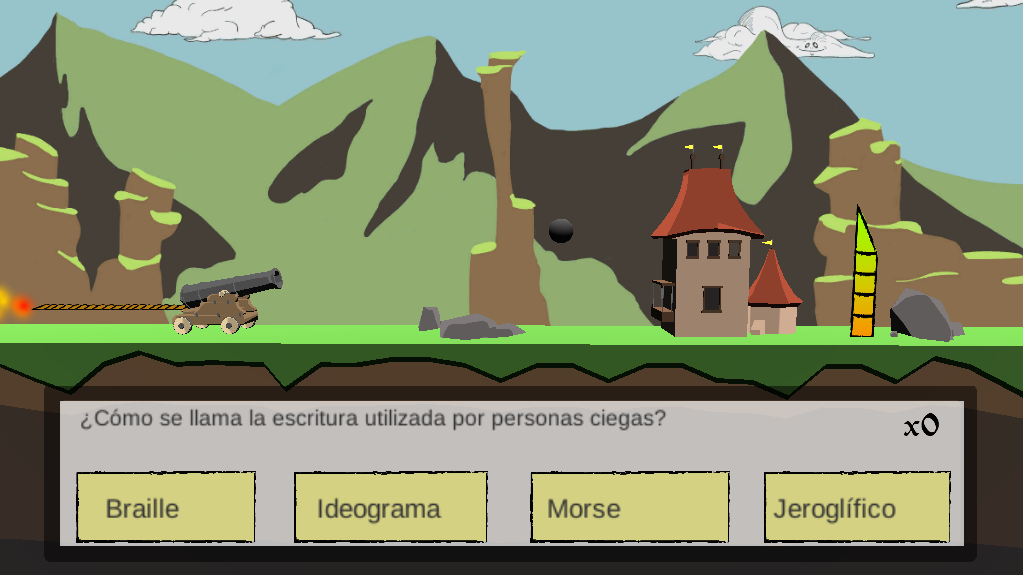 ¿Cómo se llama la escritura utilizada por personas ciegas?
x0
Braille
Ideograma
Morse
Jeroglífico